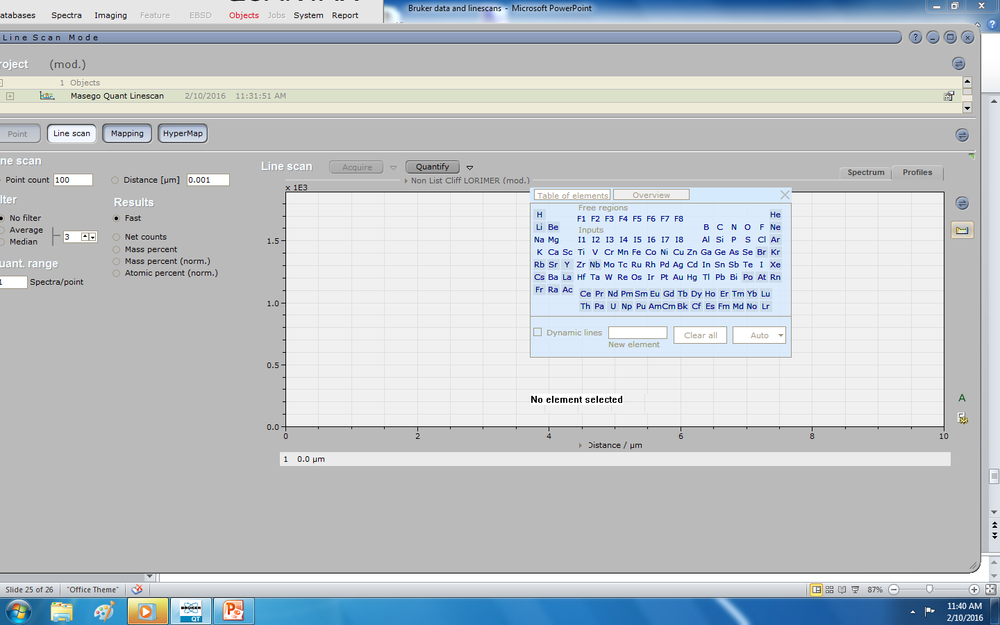 Bruker data and linescans - Microsoft PowerPoint
atabases Spectra Imaging Feature EBSD Objects Jobs System Report
Line Scan Mode
roject (mod.)
1 Objects
Masego Quant Linescan 2/10/2016 11:31:51 AM
Point Line scan Mapping HyperMap
ne scan
Point count 100 Distance [µm] 0.001
lter
No filter
Average
Median
3
uant. range
1 Spectra/point
Results
Fast
Net counts
Mass percent
Mass percent (norm.)
Atomic percent (norm.)
Line scan Acquire Quantify
Spectrum Profiles
Non List Cliff LORIMER (mod.)
x 1E3
1.5
1.0
0.5
0.0
Table of elements Overview
Free regions
H F1 F2 F3 F4 F5 F6 F7 F8 He
Li Be Inputs B C N O F Ne
Na Mg I1 I2 I3 I4 I5 I6 I7 I8 Al Si P S Cl Ar
K Ca Sc Ti V Cr Mn Fe Co Ni Cu Zn Ga Ge As Se Br Kr
Rb Sr Y Zr Nb Mo Tc Ru Rh Pd Ag Cd In Sn Sb Te I Xe
Cs Ba La Hf Ta W Re Os Ir Pt Au Hg Tl Pb Bi Po At Rn
Fr Ra Ac
Ce Pr Nd Pm Sm Eu Gd Tb Dy Ho Er Tm Yb Lu
Th Pa U Np Pu Am Cm Bk Cf Es Fm Md No Lr
Dynamic lines Clear all Auto
New element
No element selected
A
0 2 4 6 8 10
Distance / µm
1 0.0 µm
Slide 25 of 26 "Office Theme" 87%
BRUKER
QT
11:40 AM
2/10/2016